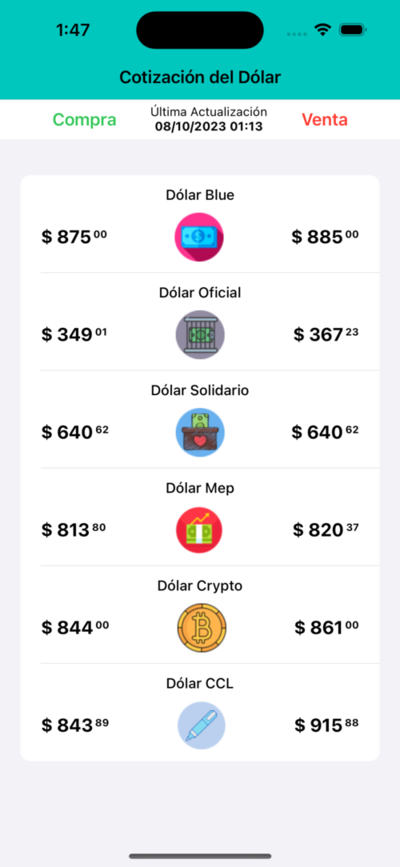 1:47
Cotización del Dólar
Compra
Última Actualización
08/10/2023 01:13
Venta
Dólar Blue
$ 875 00
$ 885 00
Dólar Oficial
$ 349 01
$ 367 23
Dólar Solidario
$ 640 62
$ 640 62
Dólar Mep
$ 813 80
$ 820 37
Dólar Crypto
$ 844 00
$ 861 00
Dólar CCL
$ 843 89
$ 915 88